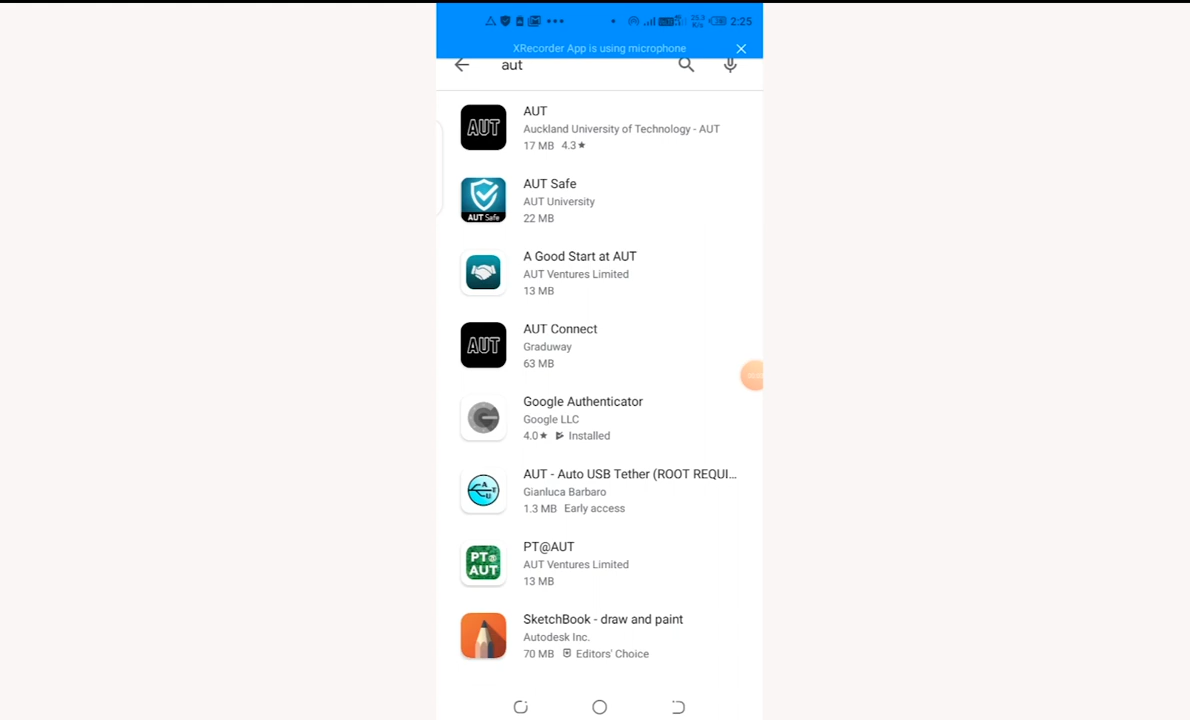 2:25
XRecorder App is using microphone
aut
AUT
AUT
Auckland University of Technology - AUT
17 MB 4.3★
AUT Safe
AUT Safe
AUT University
22 MB
A Good Start at AUT
AUT Ventures Limited
13 MB
AUT
AUT Connect
Graduway
63 MB
Google Authenticator
Google LLC
4.0★ Installed
AUT
AUT - Auto USB Tether (ROOT REQUI...
Gianluca Barbaro
1.3 MB Early access
PT@
AUT
PT@AUT
AUT Ventures Limited
13 MB
SketchBook - draw and paint
Autodesk Inc.
70 MB Editors' Choice